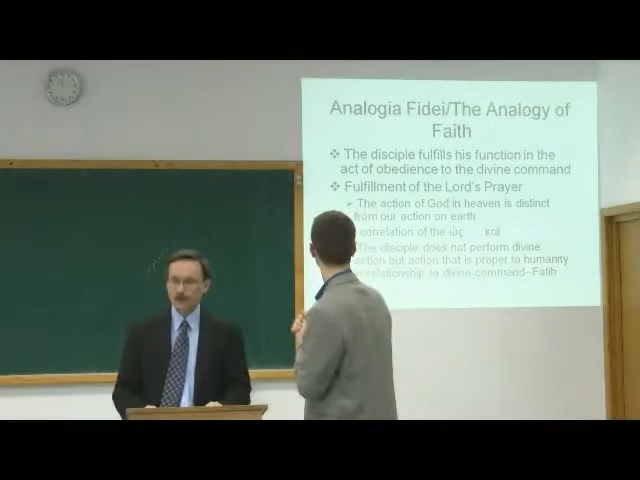 Analogia Fidei/The Analogy of
Faith
The disciple fulfills his function in the
act of obedience to the divine command
Fulfillment of the Lord's Prayer
The action of God in heaven is distinct
from our action on earth
correlation of the ὡς καὶ
The disciple does not perform divine
but action that is proper to humanity
relationship to divine command--Fatih